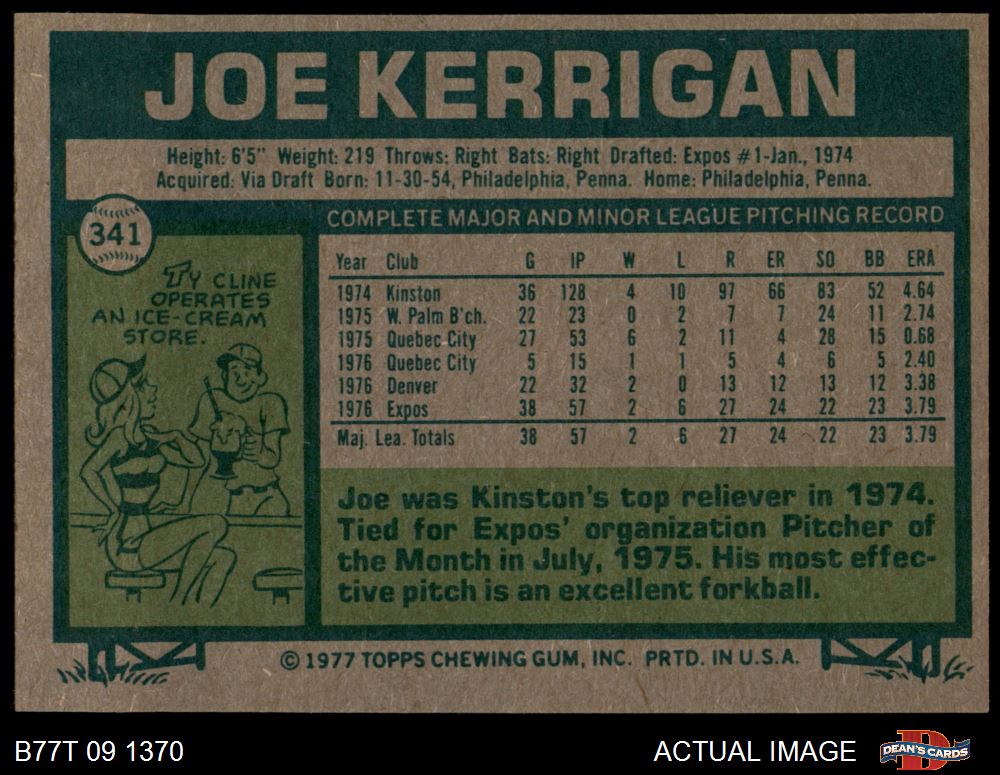 JOE KERRIGAN
Height: 6'5" Weight: 219 Throws: Right Bats: Right Drafted: Expos #1-Jan., 1974
Acquired: Via Draft Born: 11-30-54, Philadelphia, Penna. Home: Philadelphia, Penna.
341
TY CLINE
OPERATES
AN ICE-CREAM
STORE.
COMPLETE MAJOR AND MINOR LEAGUE PITCHING RECORD
Year Club G IP W L R ER SO BB ERA
1974 Kinston 36 128 4 10 97 66 83 52 4.64
1975 W. Palm B'ch. 22 23 0 2 7 7 24 11 2.74
1975 Quebec City 27 53 6 2 11 4 28 15 0.68
1976 Quebec City 5 15 1 1 5 4 6 5 2.40
1976 Denver 22 32 2 0 13 12 13 12 3.38
1976 Expos 38 57 2 6 27 24 22 23 3.79
Maj. Lea. Totals 38 57 2 6 27 24 22 23 3.79
Joe was Kinston's top reliever in 1974.
Tied for Expos' organization Pitcher of
the Month in July, 1975. His most effec-
tive pitch is an excellent forkball.
© 1977 TOPPS CHEWING GUM, INC. PRTD. IN U.S.A.
B77T 09 1370
ACTUAL IMAGE
D
DEAN'S CARDS